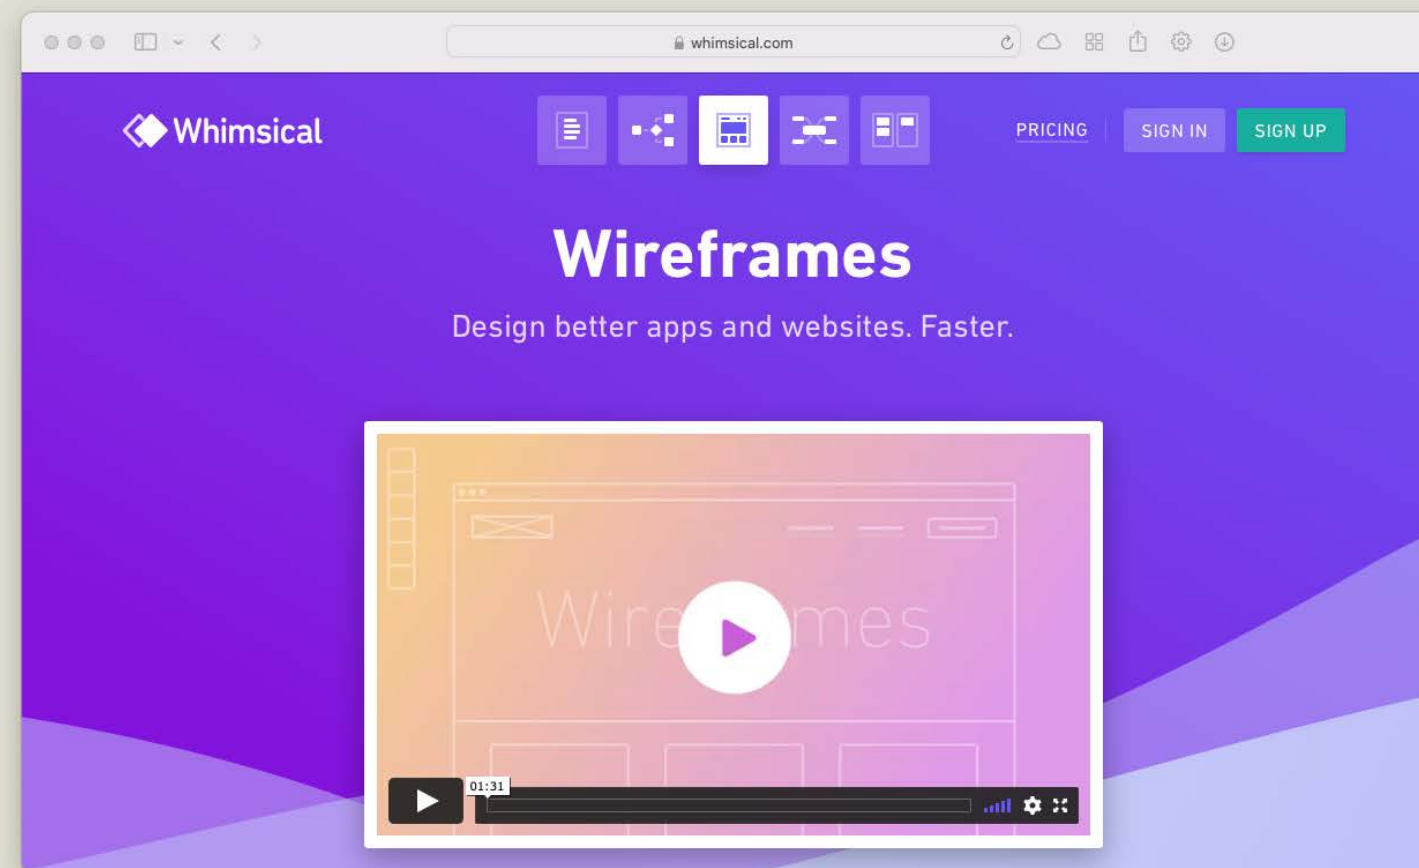 whimsical.com
Whimsical
PRICING
SIGN IN
SIGN UP
Wireframes
Design better apps and websites. Faster.
Wireframes
01:31